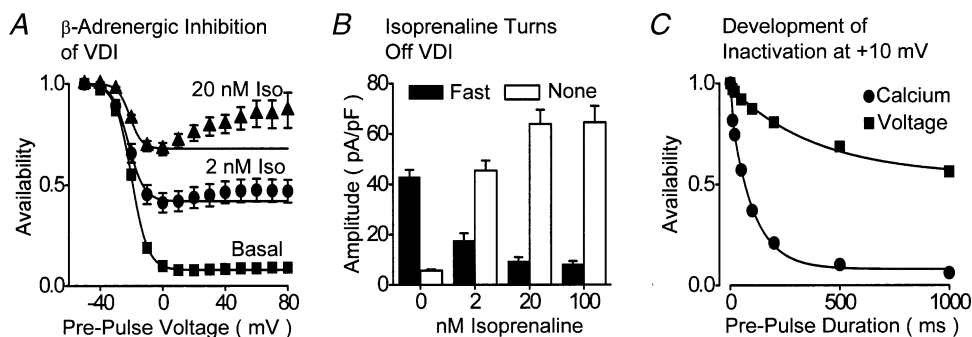 A β-Adrenergic Inhibition
of VDI
1.0
0.5
0.0
Availability
20 nM Iso
2 nM Iso
Basal
-40 0 40 80
Pre-Pulse Voltage ( mV )
B Isoprenaline Turns
Off VDI
80
60
40
20
0
Amplitude ( pA/pF )
Fast None
0 2 20 100
nM Isoprenaline
C Development of
Inactivation at +10 mV
1.0
0.5
0.0
Availability
Calcium
Voltage
0 500 1000
Pre-Pulse Duration ( ms )